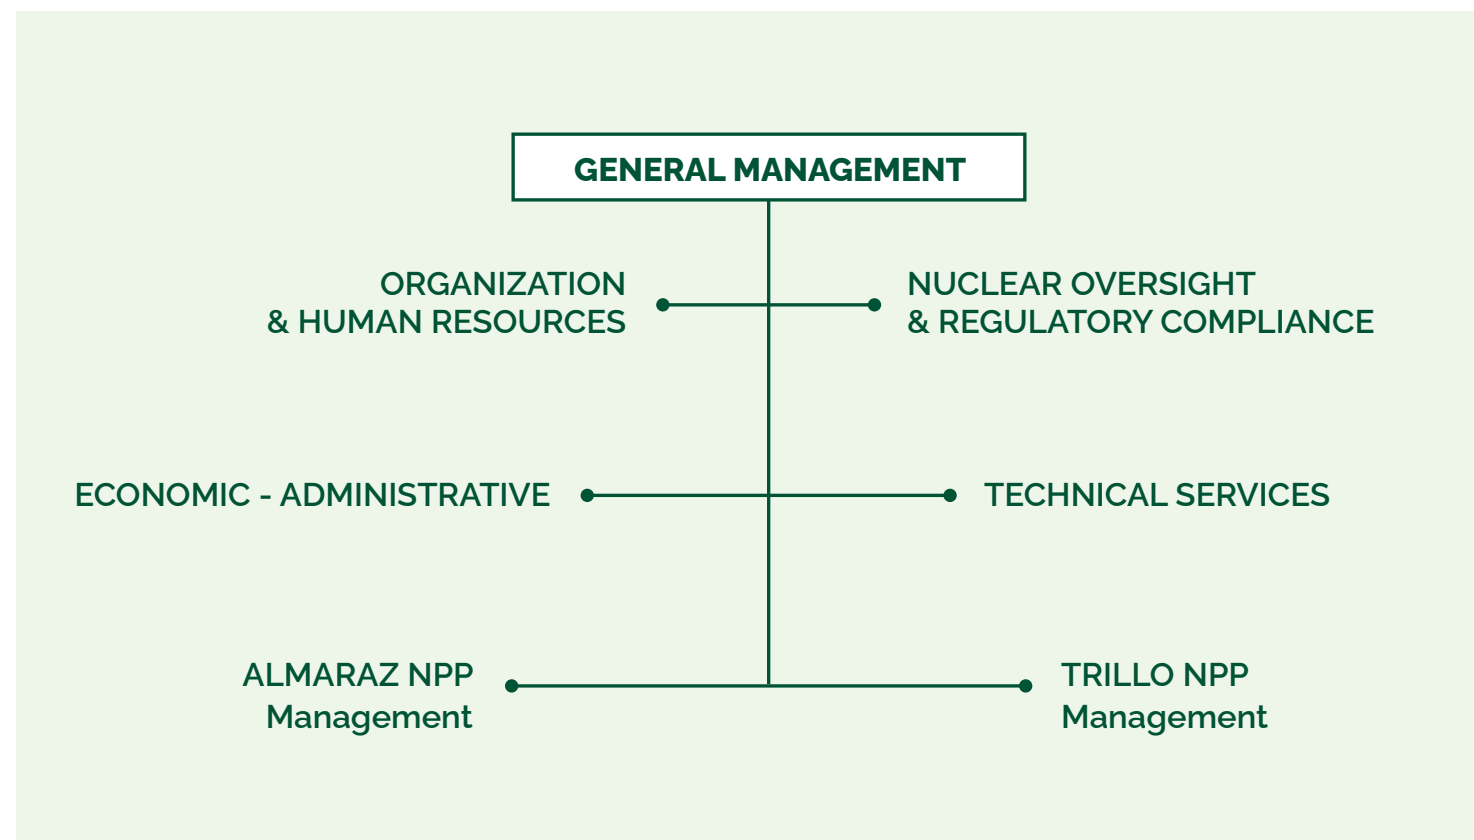 GENERAL MANAGEMENT
ORGANIZATION
& HUMAN RESOURCES
NUCLEAR OVERSIGHT
& REGULATORY COMPLIANCE
ECONOMIC - ADMINISTRATIVE
TECHNICAL SERVICES
ALMARAZ NPP
Management
TRILLO NPP
Management